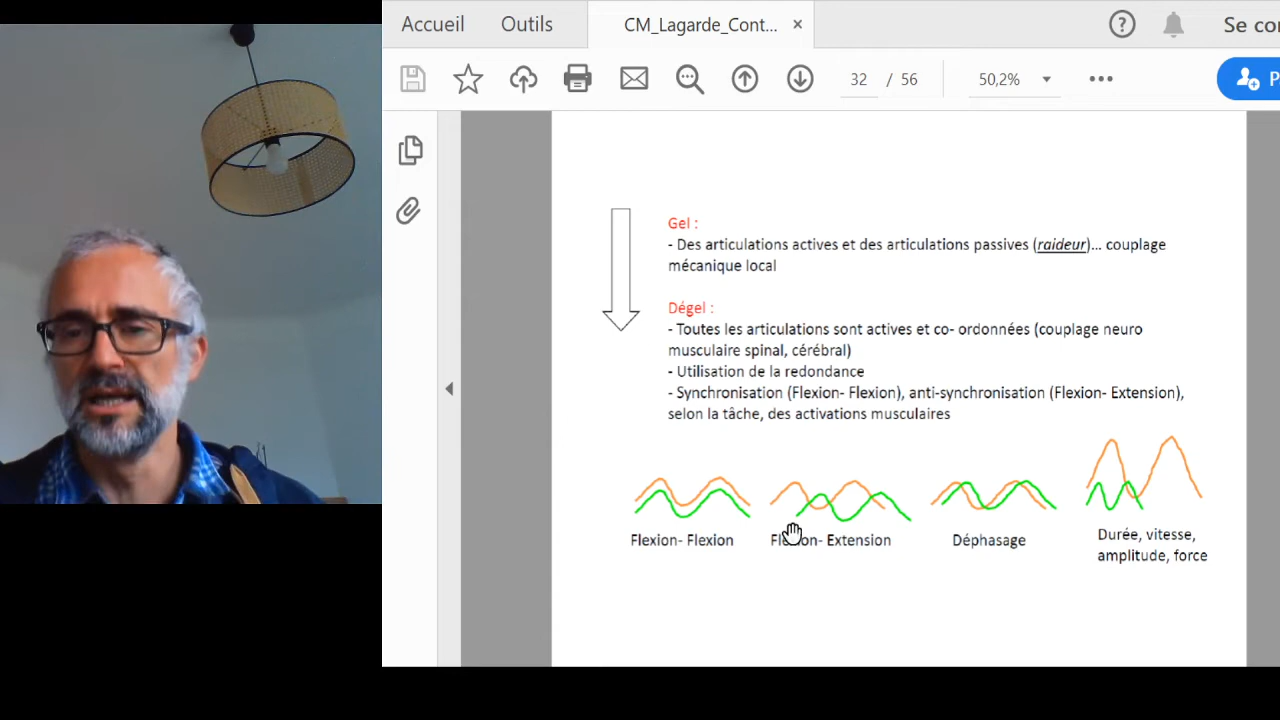 Accueil
Outils
CM_Lagarde_Cont...
Se co
32 / 56
50,2%
P
Gel :
- Des articulations actives et des articulations passives (raideur)... couplage
mécanique local
Dégel :
- Toutes les articulations sont actives et co- ordonnées (couplage neuro
musculaire spinal, cérébral)
- Utilisation de la redondance
- Synchronisation (Flexion- Flexion), anti-synchronisation (Flexion- Extension),
selon la tâche, des activations musculaires
Flexion- Flexion
Flexion- Extension
Déphasage
Durée, vitesse,
amplitude, force